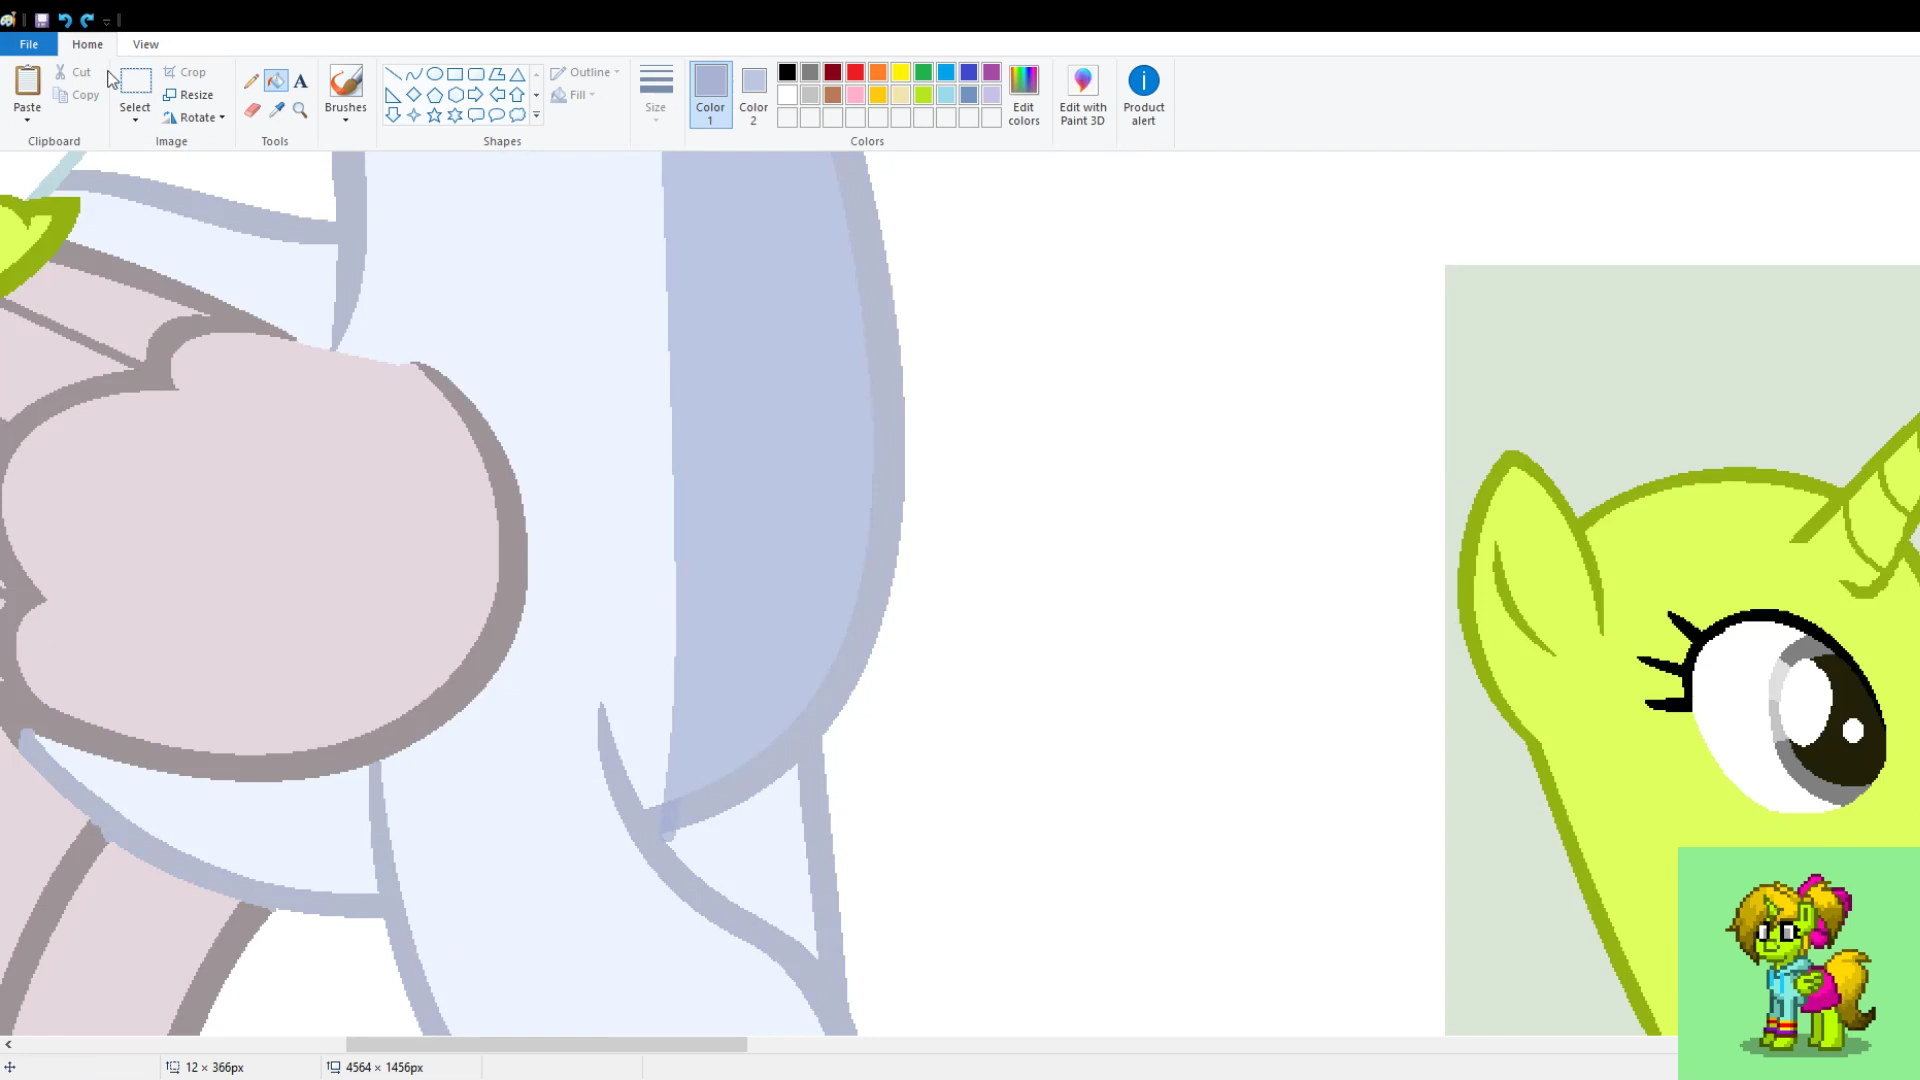 File Home View
Paste
Cut
Copy
Clipboard
Select
Crop
Resize
Rotate
Image
A
Tools
Brushes
Shapes
Outline
Fill
Size
Color
1
Color
2
Edit
colors
Colors
Edit with
Paint 3D
Product
alert
12 × 366px
4564 × 1456px